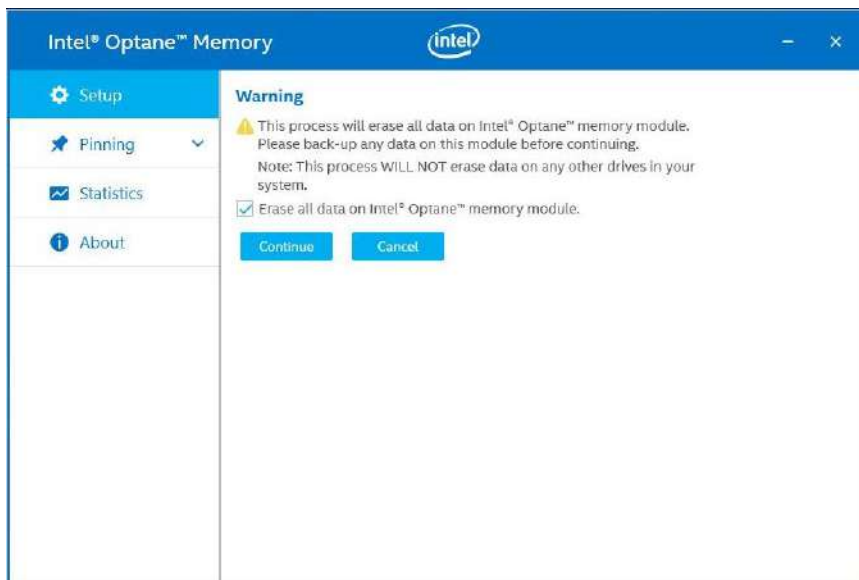 Intel® Optane™ Memory
intel
Setup
Pinning
Statistics
About
Warning
This process will erase all data on Intel® Optane™ memory module.
Please back-up any data on this module before continuing.
Note: This process WILL NOT erase data on any other drives in your
system.
Erase all data on Intel® Optane™ memory module.
Continue
Cancel